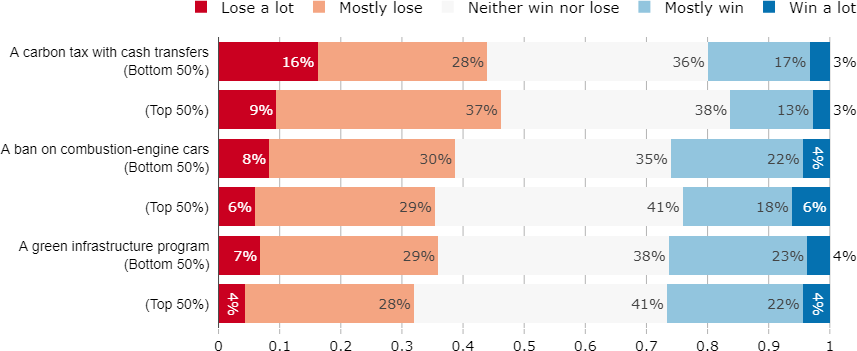 Lose a lot Mostly lose Neither win nor lose Mostly win Win a lot
A carbon tax with cash transfers
(Bottom 50%)
16% 28% 36% 17% 3%
(Top 50%)
9% 37% 38% 13% 3%
A ban on combustion-engine cars
(Bottom 50%)
8% 30% 35% 22% 4%
(Top 50%)
6% 29% 41% 18% 6%
A green infrastructure program
(Bottom 50%)
7% 29% 38% 23% 4%
(Top 50%)
4% 28% 41% 22% 4%
0 0.1 0.2 0.3 0.4 0.5 0.6 0.7 0.8 0.9 1